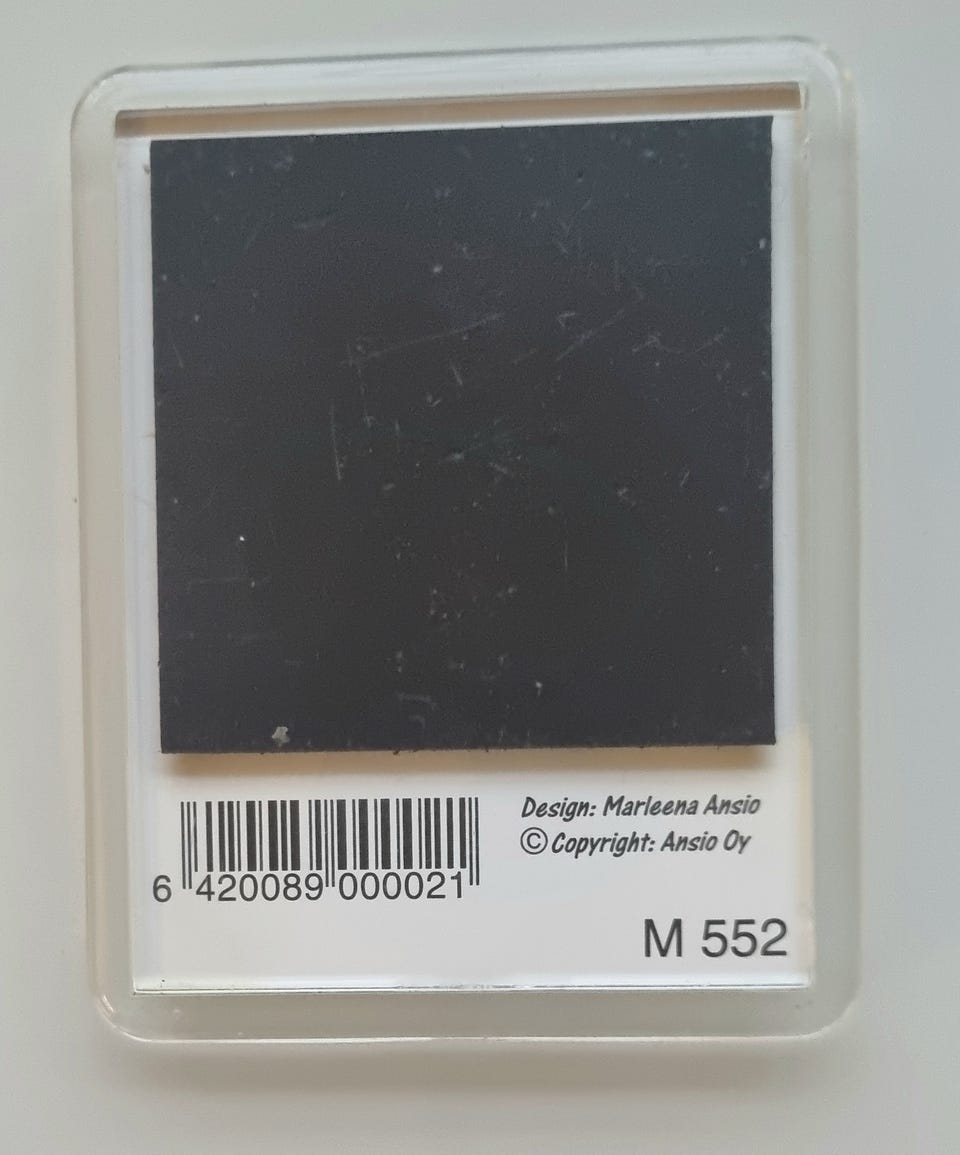 Design: Marleena Ansio
© Copyright: Ansio Oy
6 420089 000021
M 552